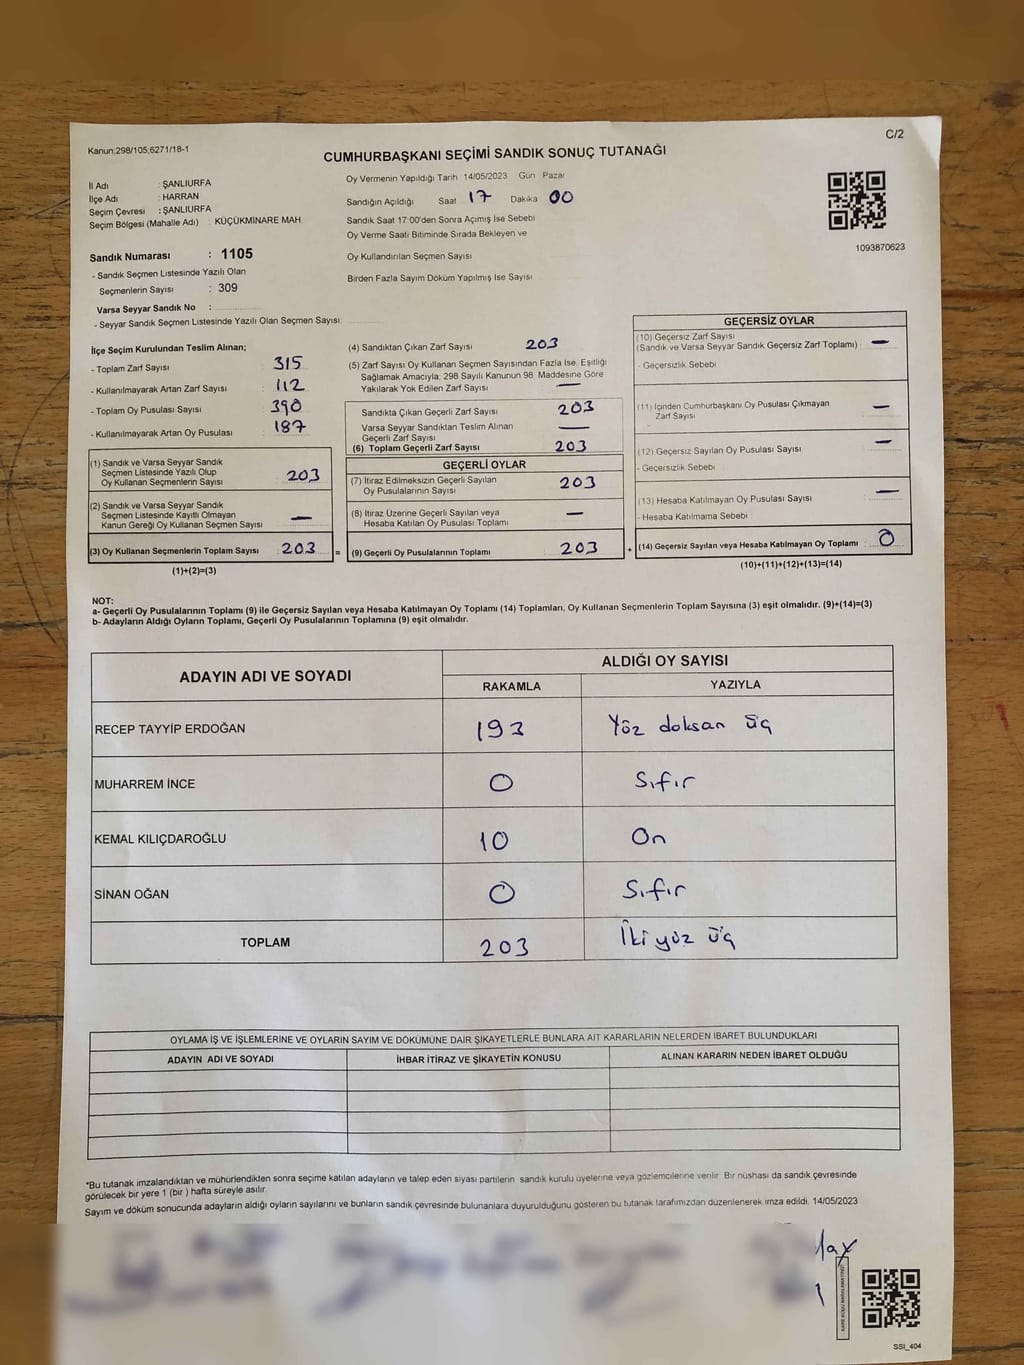 C/2
Kanun;298/105;6271/18-1
CUMHURBAŞKANI SEÇİMİ SANDIK SONUÇ TUTANAĞI
İl Adı : ŞANLIURFA
İlçe Adı : HARRAN
Seçim Çevresi : ŞANLIURFA
Seçim Bölgesi (Mahalle Adı) : KÜÇÜKMİNARE MAH.
Sandık Numarası : 1105
- Sandık Seçmen Listesinde Yazılı Olan
Seçmenlerin Sayısı : 309
Varsa Seyyar Sandık No :
- Seyyar Sandık Seçmen Listesinde Yazılı Olan Seçmen Sayısı:
Oy Vermenin Yapıldığı Tarih 14/05/2023 Gün Pazar
Sandığın Açıldığı Saat 17 Dakika 00
Sandık Saat 17:00'den Sonra Açımış İse Sebebi
Oy Verme Saati Bitiminde Sırada Bekleyen ve
Oy Kullandırılan Seçmen Sayısı
Birden Fazla Sayım Döküm Yapılmış İse Sayısı
1093870623
İlçe Seçim Kurulundan Teslim Alınan;
- Toplam Zarf Sayısı : 315
- Kullanılmayarak Artan Zarf Sayısı : 112
- Toplam Oy Pusulası Sayısı : 390
- Kullanılmayarak Artan Oy Pusulası : 187
(1) Sandık ve Varsa Seyyar Sandık
Seçmen Listesinde Yazılı Olup
Oy Kullanan Seçmenlerin Sayısı : 203
(2) Sandık ve Varsa Seyyar Sandık
Seçmen Listesinde Kayıtlı Olmayan
Kanun Gereği Oy Kullanan Seçmen Sayısı : —
(3) Oy Kullanan Seçmenlerin Toplam Sayısı : 203 =
(1)+(2)=(3)
(4) Sandıktan Çıkan Zarf Sayısı 203
(5) Zarf Sayısı Oy Kullanan Seçmen Sayısından Fazla İse, Eşitliği
Sağlamak Amacıyla, 298 Sayılı Kanunun 98. Maddesine Göre
Yakılarak Yok Edilen Zarf Sayısı —
Sandıkta Çıkan Geçerli Zarf Sayısı 203
Varsa Seyyar Sandıktan Teslim Alınan
Geçerli Zarf Sayısı —
(6) Toplam Geçerli Zarf Sayısı 203
GEÇERLİ OYLAR
(7) İtiraz Edilmeksizin Geçerli Sayılan
Oy Pusulalarının Sayısı 203
(8) İtiraz Üzerine Geçerli Sayılan veya
Hesaba Katılan Oy Pusulası Toplamı —
(9) Geçerli Oy Pusulalarının Toplamı 203 +
GEÇERSİZ OYLAR
(10) Geçersiz Zarf Sayısı
(Sandık ve Varsa Seyyar Sandık Geçersiz Zarf Toplamı) : —
- Geçersizlik Sebebi
(11) İçinden Cumhurbaşkanı Oy Pusulası Çıkmayan
Zarf Sayısı —
(12) Geçersiz Sayılan Oy Pusulası Sayısı —
- Geçersizlik Sebebi
(13) Hesaba Katılmayan Oy Pusulası Sayısı —
- Hesaba Katılmama Sebebi
(14) Geçersiz Sayılan veya Hesaba Katılmayan Oy Toplamı : 0
(10)+(11)+(12)+(13)=(14)
NOT:
a- Geçerli Oy Pusulalarının Toplamı (9) ile Geçersiz Sayılan veya Hesaba Katılmayan Oy Toplamı (14) Toplamları, Oy Kullanan Seçmenlerin Toplam Sayısına (3) eşit olmalıdır. (9)+(14)=(3)
b- Adayların Aldığı Oyların Toplamı, Geçerli Oy Pusulalarının Toplamına (9) eşit olmalıdır.
ADAYIN ADI VE SOYADI ALDIĞI OY SAYISI
RAKAMLA YAZIYLA
RECEP TAYYİP ERDOĞAN 193 Yüz doksan üç
MUHARREM İNCE 0 Sıfır
KEMAL KILIÇDAROĞLU 10 On
SİNAN OĞAN 0 Sıfır
TOPLAM 203 İki yüz üç
OYLAMA İŞ VE İŞLEMLERİNE VE OYLARIN SAYIM VE DÖKÜMÜNE DAİR ŞİKAYETLERLE BUNLARA AİT KARARLARIN NELERDEN İBARET BULUNDUKLARI
ADAYIN ADI VE SOYADI İHBAR İTİRAZ VE ŞİKAYETİN KONUSU ALINAN KARARIN NEDEN İBARET OLDUĞU
*Bu tutanak imzalandıktan ve mühürlendikten sonra seçime katılan adayların ve talep eden siyasi partilerin sandık kurulu üyelerine veya gözlemcilerine verilir. Bir nüshası da sandık çevresinde
görülecek bir yere 1 (bir ) hafta süreyle asılır.
Sayım ve döküm sonucunda adayların aldığı oyların sayılarını ve bunların sandık çevresinde bulunanlara duyurulduğunu gösteren bu tutanak tarafımızdan düzenlenerek imza edildi. 14/05/2023
SSI_404